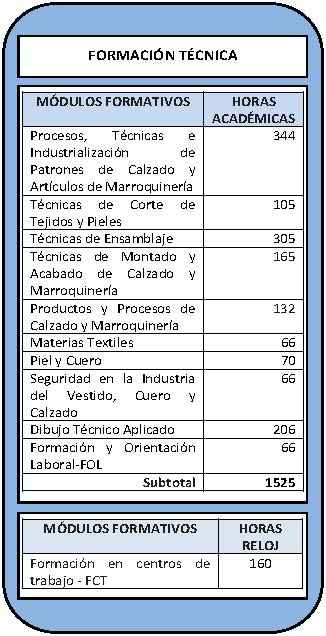 FORMACIÓN TÉCNICA
MÓDULOS FORMATIVOS HORAS
ACADÉMICAS
Procesos, Técnicas e 344
Industrialización de
Patrones de Calzado y
Artículos de Marroquinería
Técnicas de Corte de 105
Tejidos y Pieles
Técnicas de Ensamblaje 305
Técnicas de Montado y 165
Acabado de Calzado y
Marroquinería
Productos y Procesos de 132
Calzado y Marroquinería
Materias Textiles 66
Piel y Cuero 70
Seguridad en la Industria 66
del Vestido, Cuero y
Calzado
Dibujo Técnico Aplicado 206
Formación y Orientación 66
Laboral-FOL
Subtotal 1525
MÓDULOS FORMATIVOS HORAS
RELOJ
Formación en centros de 160
trabajo - FCT